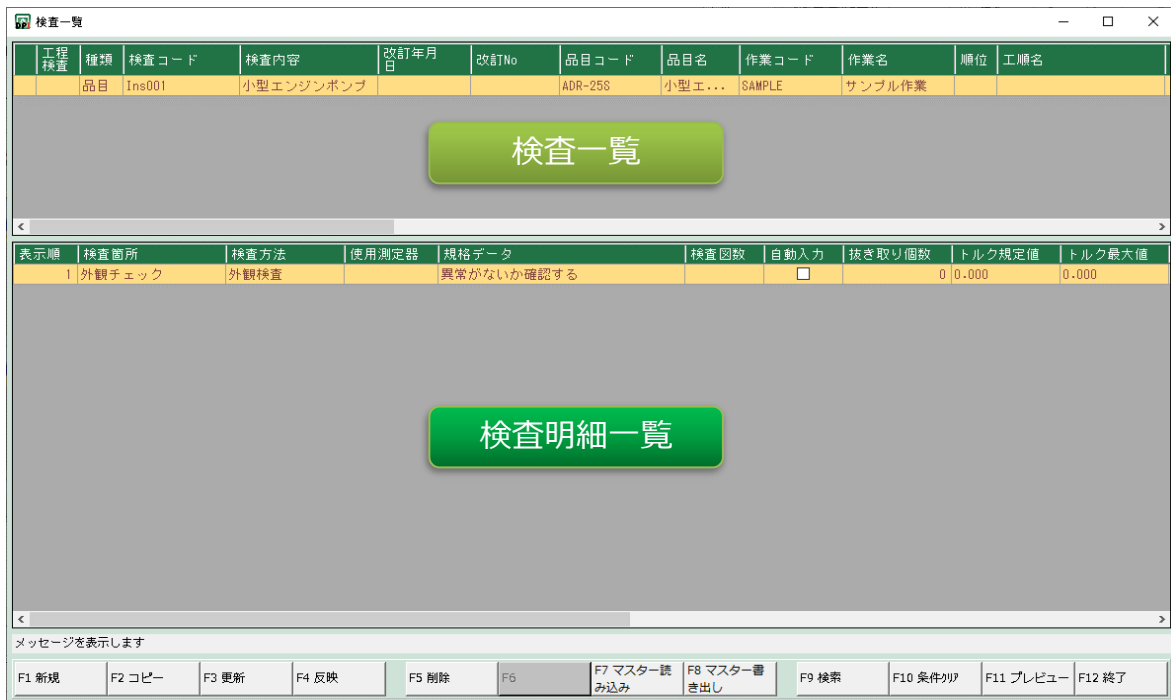 検査一覧
工程検査 種類 検査コード 検査内容 改訂年月日 改訂No 品目コード 品目名 作業コード 作業名 順位 工順名
品目 Ins001 小型エンジンポンプ ADR-25S 小型エ... SAMPLE サンプル作業
検査一覧
表示順 検査箇所 検査方法 使用測定器 規格データ 検査図数 自動入力 抜き取り個数 トルク規定値 トルク最大値
1 外観チェック 外観検査 異常がないか確認する 0 0.000 0.000
検査明細一覧
メッセージを表示します
F1 新規 F2 コピー F3 更新 F4 反映 F5 削除 F6 F7 マスター読み込み F8 マスター書き出し F9 検索 F10 条件クリア F11 プレビュー F12 終了